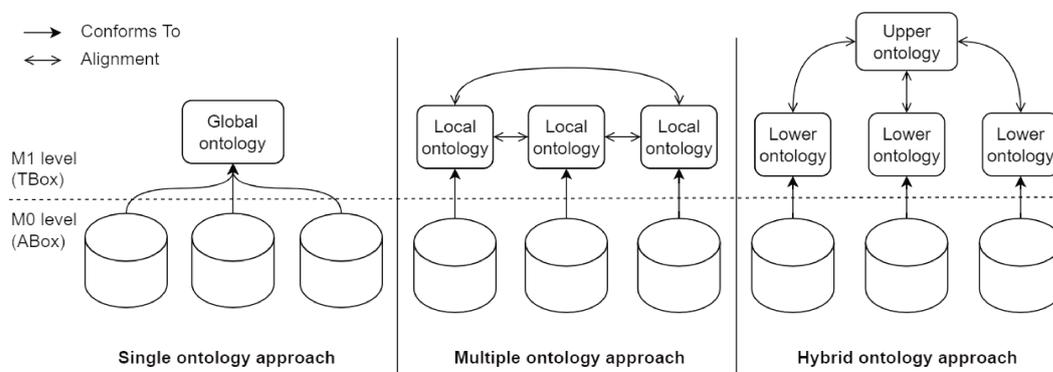 Conforms To
Alignment
Global
ontology
Local
ontology
Local
ontology
Local
ontology
Upper
ontology
Lower
ontology
Lower
ontology
Lower
ontology
M1 level
(TBox)
M0 level
(ABox)
Single ontology approach
Multiple ontology approach
Hybrid ontology approach